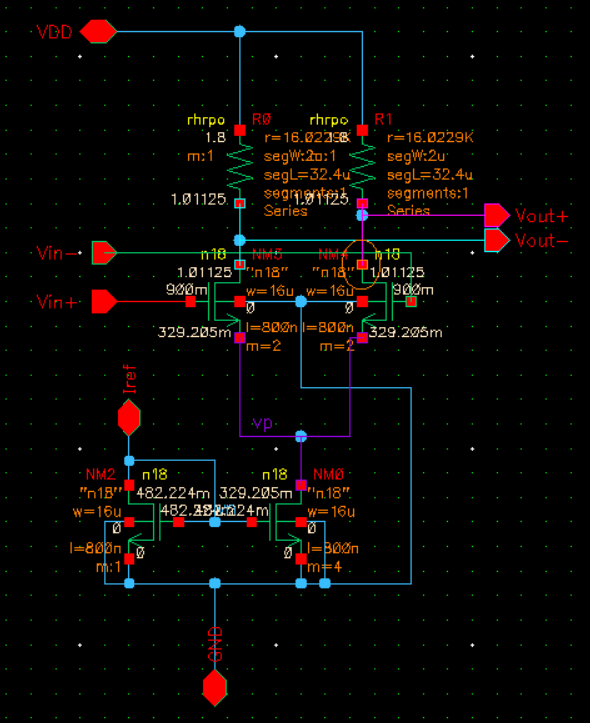 VDD
rhrpo R0
rhrpo R1
1.8
r=16.0229K
1.8
r=16.0229K
m:1
segW:2u
segW:2u
segL=32.4u
segL=32.4u
segments:1
segments:1
1.01125
Series
1.01125
Series
Vout+
Vout-
Vin-
n18 NM5
NM4 n18
1.01125
"n18"
"n18"
1.01125
900m
w=16u
w=16u
900m
Vin+
0
0
329.205m
l=800n
l=800n
329.205m
m=2
m=2
Iref
vp
NM2 n18
n18 NM0
"n18"
482.224m
329.205m
"n18"
w=16u
w=16u
0
0
l=800n
0
0
l=800n
m:1
m=4
GND